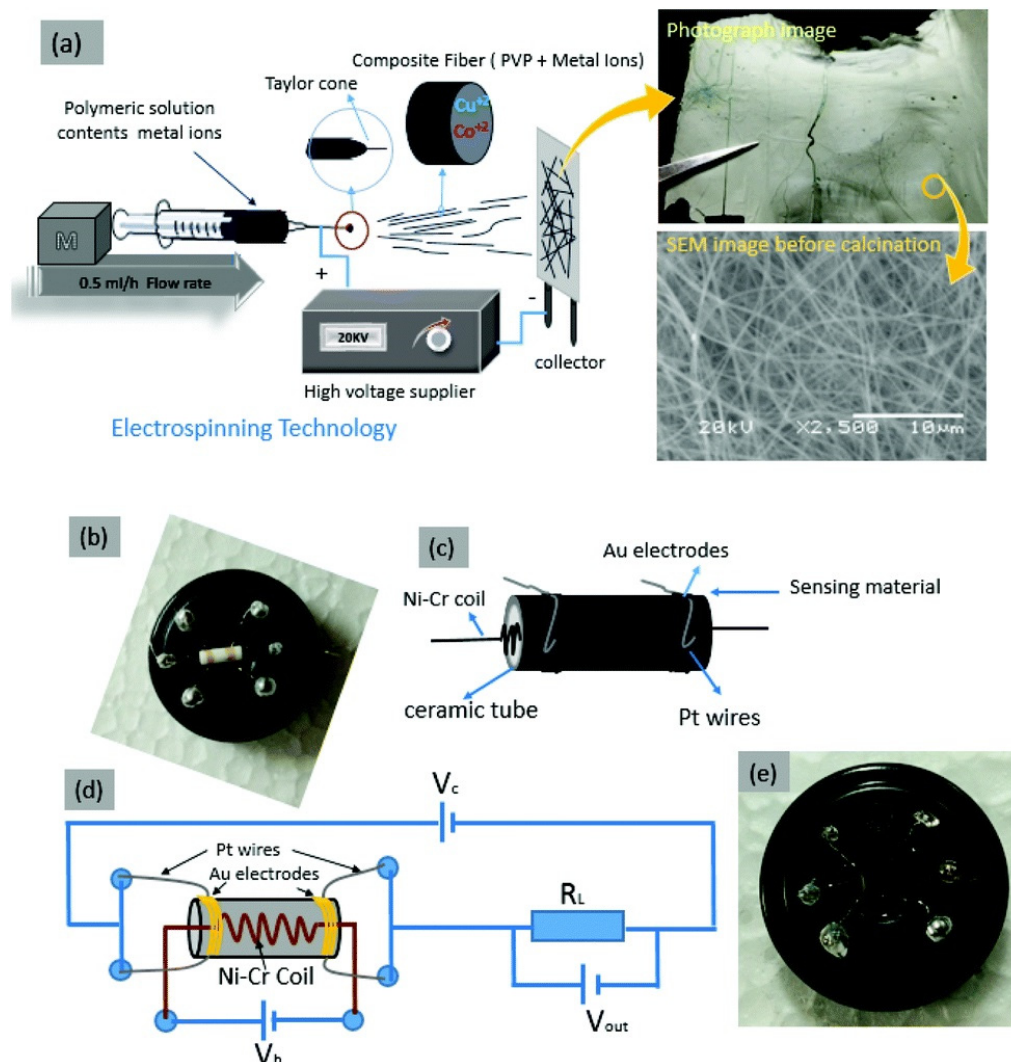 (a)
Photograph image
Composite Fiber ( PVP + Metal Ions)
Taylor cone
Cu+2
Co+2
Polymeric solution
contents metal ions
M
0.5 ml/h Flow rate
+
-
20KV
collector
High voltage supplier
Electrospinning Technology
SEM image before calcination
20kV X2,500 10µm
(b)
(c)
Au electrodes
Ni-Cr coil
Sensing material
ceramic tube
Pt wires
(d)
Vc
(e)
Pt wires
Au electrodes
RL
Ni-Cr Coil
Vout
Vh